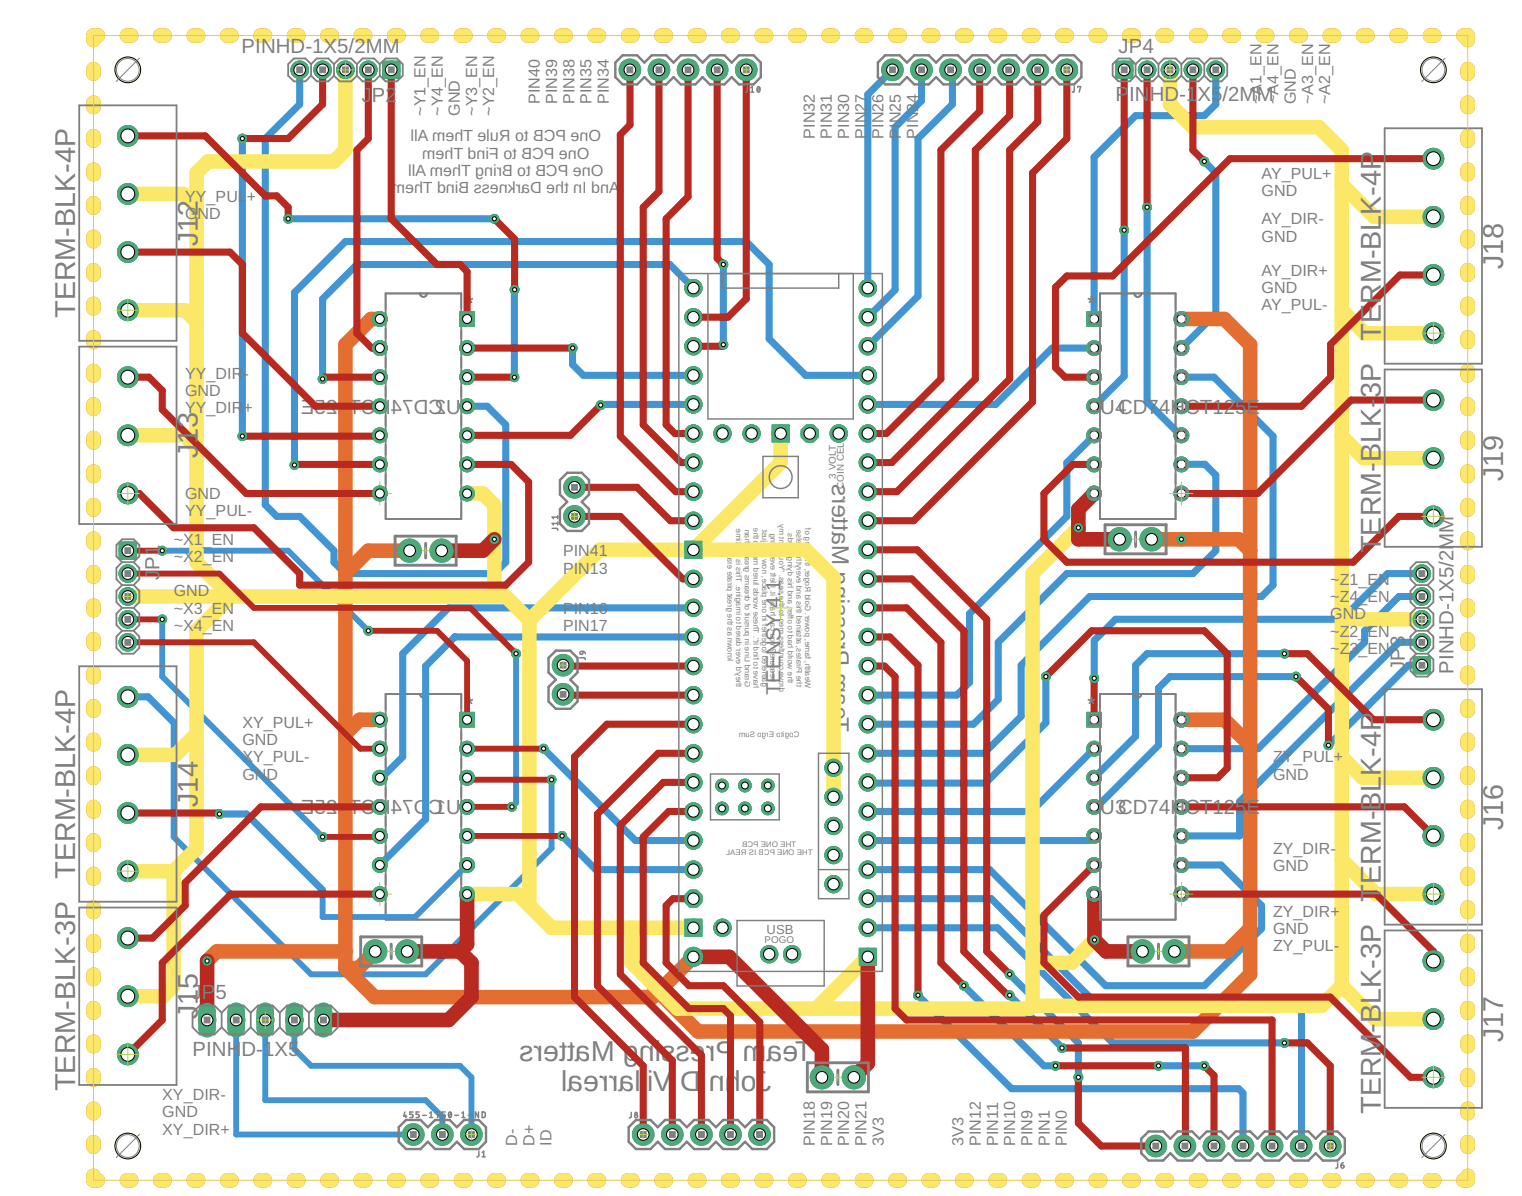 PINHD-1X5/2MM
JP2
~Y1_EN
~Y4_EN
GND
~Y3_EN
~Y2_EN
PIN40
PIN39
PIN38
PIN35
PIN34
J10
PIN32
PIN31
PIN30
PIN27
PIN26
PIN25
PIN24
J7
JP4
PINHD-1X5/2MM
~A1_EN
~A4_EN
GND
~A3_EN
~A2_EN
One PCB to Rule Them All
One PCB to Find Them
One PCB to Bring Them All
And In the Darkness Bind Them
TERM-BLK-4P
J12
YY_PUL+
GND
TERM-BLK-4P
J18
AY_PUL+
GND
AY_DIR-
GND
AY_DIR+
GND
AY_PUL-
J13
YY_DIR-
GND
YY_DIR+
GND
YY_PUL-
U2
CD74HCT125E
U4
CD74HCT125E
TERM-BLK-3P
J19
3 VOLT
COIN CELL
J11
PIN41
PIN13
PIN16
PIN17
J9
JP1
~X1_EN
~X2_EN
GND
~X3_EN
~X4_EN
TEENSY4.1
Team Pressing Matters
~Z1_EN
~Z4_EN
GND
~Z2_EN
~Z3_EN
JP3
PINHD-1X5/2MM
Cogito Ergo Sum
TERM-BLK-4P
J14
XY_PUL+
GND
XY_PUL-
GND
U1
CD74HCT125E
U3
CD74HCT125E
TERM-BLK-4P
J16
ZY_PUL+
GND
ZY_DIR-
GND
ZY_DIR+
GND
ZY_PUL-
THE ONE PCB
THE ONE PCB IS REAL
USB
POGO
TERM-BLK-3P
J15
JP5
PINHD-1X5
TERM-BLK-3P
J17
Team Pressing Matters
John D Villarreal
XY_DIR-
GND
XY_DIR+
455-1750-1-ND
J1
D-
D+
ID
J8
PIN18
PIN19
PIN20
PIN21
3V3
3V3
PIN12
PIN11
PIN10
PIN9
PIN1
PIN0
J6